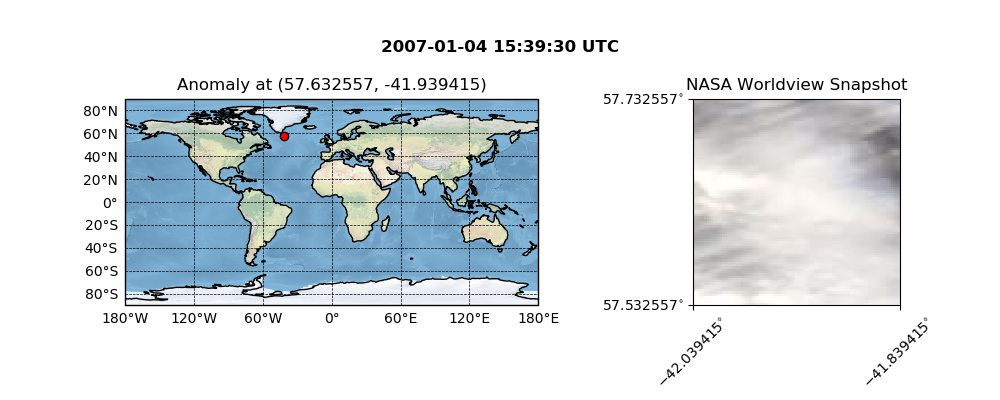 2007-01-04 15:39:30 UTC
Anomaly at (57.632557, -41.939415)
80°N
60°N
40°N
20°N
0°
20°S
40°S
60°S
80°S
180°W 120°W 60°W 0° 60°E 120°E 180°E
NASA Worldview Snapshot
57.732557°
57.532557°
−42.039415°
−41.839415°